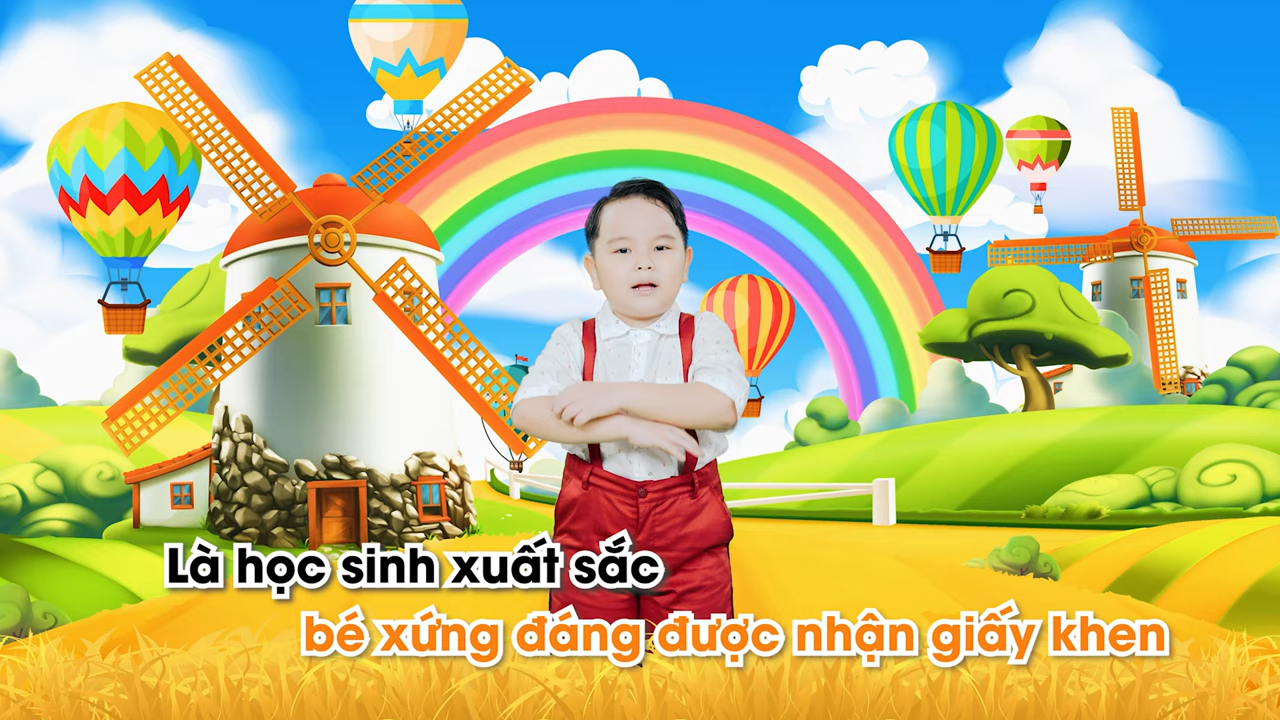 Là học sinh xuất sắc
bé xứng đáng được nhận giấy khen